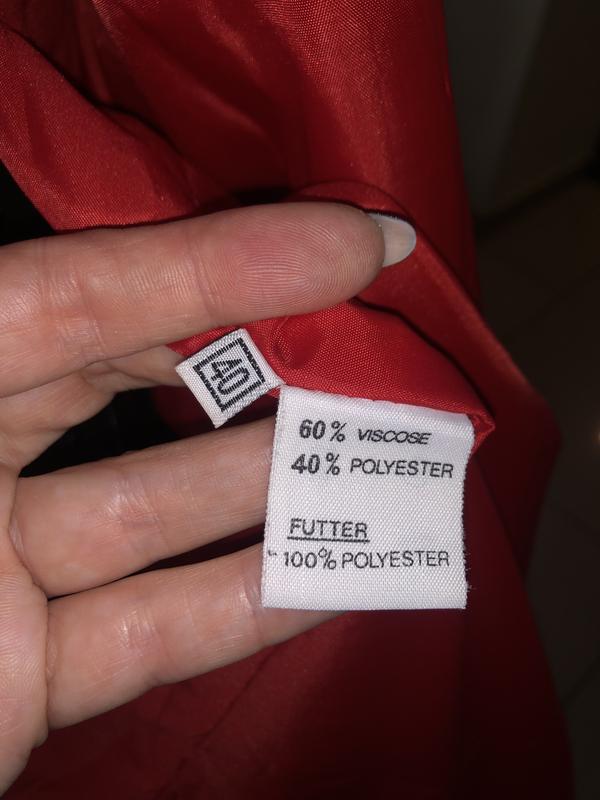 40
60% VISCOSE
40% POLYESTER
FUTTER
100% POLYESTER